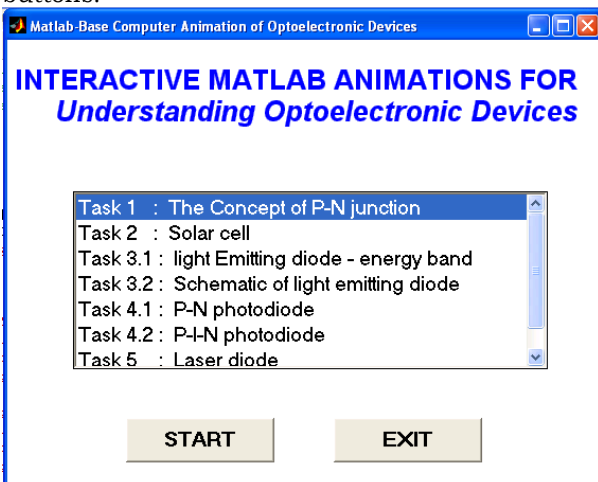 buttons.
Matlab-Base Computer Animation of Optoelectronic Devices
INTERACTIVE MATLAB ANIMATIONS FOR
Understanding Optoelectronic Devices
Task 1 : The Concept of P-N junction
Task 2 : Solar cell
Task 3.1 : light Emitting diode - energy band
Task 3.2 : Schematic of light emitting diode
Task 4.1 : P-N photodiode
Task 4.2 : P-I-N photodiode
Task 5 : Laser diode
START EXIT